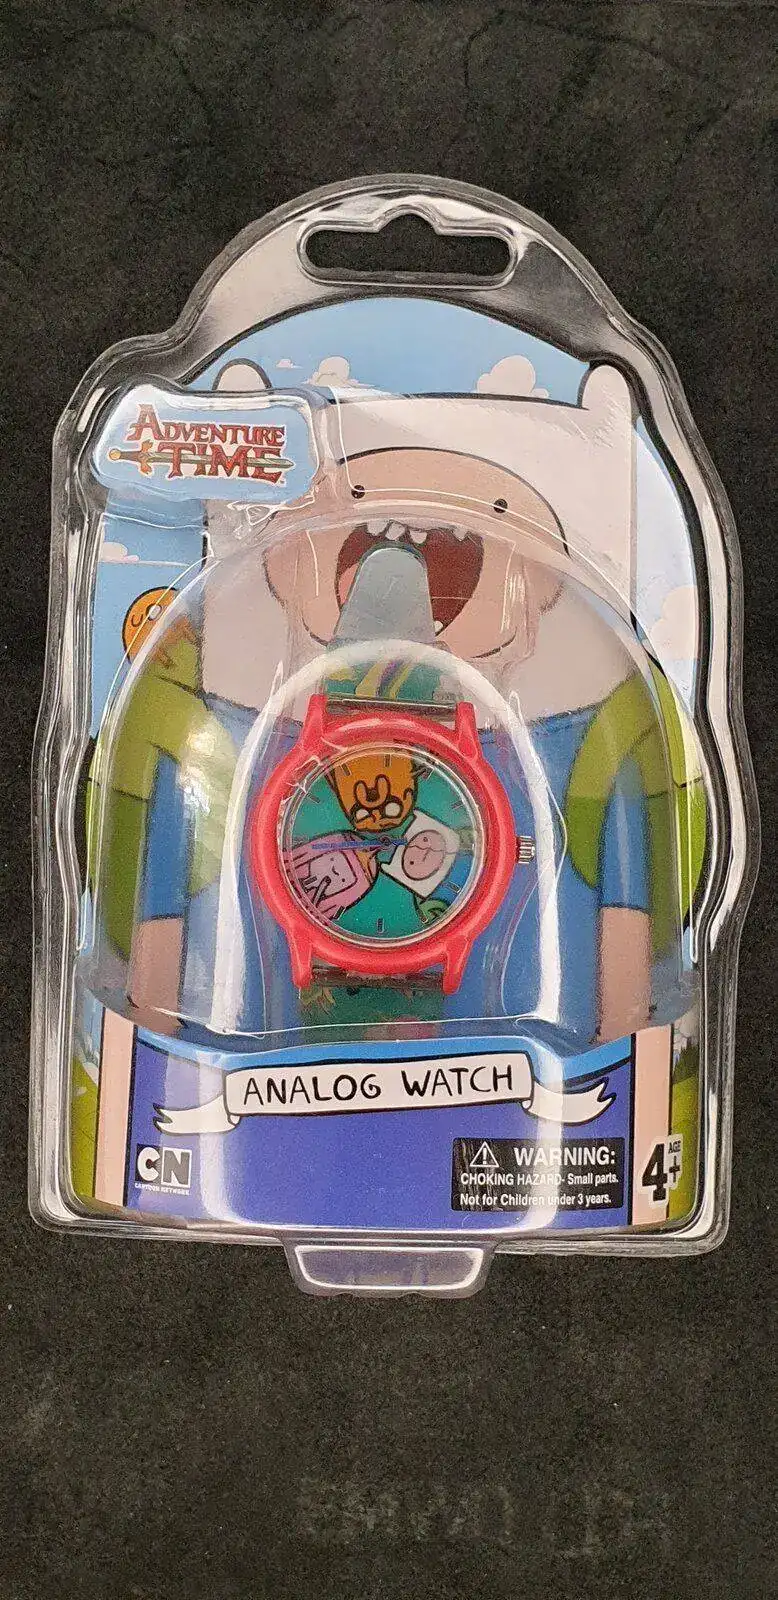 ADVENTURE
TIME
ANALOG WATCH
CN
CARTOON NETWORK
WARNING:
CHOKING HAZARD- Small parts.
Not for Children under 3 years.
AGE
4+